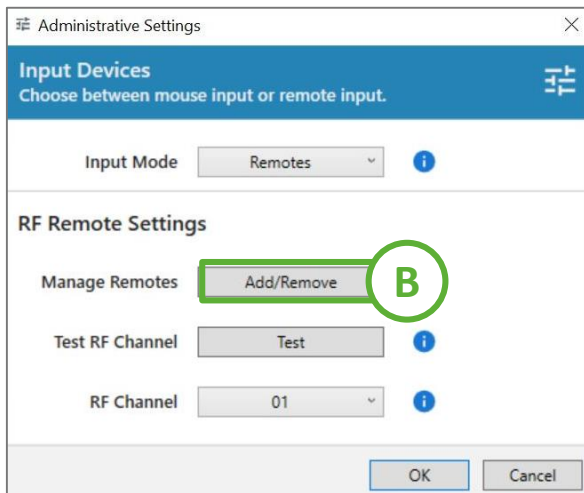 Administrative Settings
Input Devices
Choose between mouse input or remote input.
Input Mode Remotes
RF Remote Settings
Manage Remotes Add/Remove B
Test RF Channel Test
RF Channel 01
OK Cancel